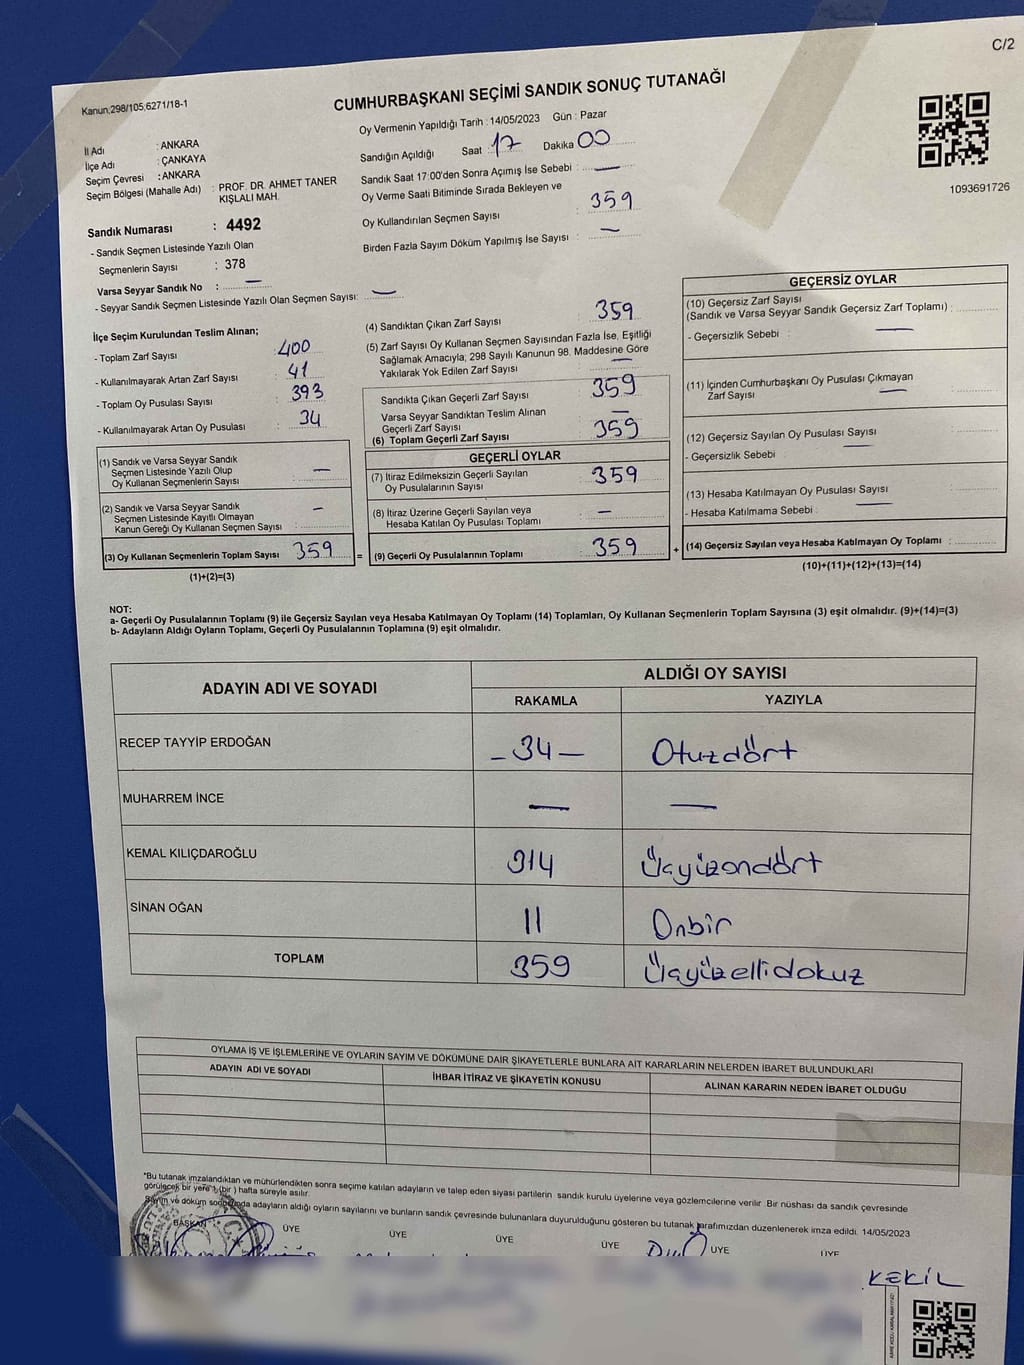 C/2
Kanun;298/105;6271/18-1
CUMHURBAŞKANI SEÇİMİ SANDIK SONUÇ TUTANAĞI
İl Adı : ANKARA
İlçe Adı : ÇANKAYA
Seçim Çevresi : ANKARA
Seçim Bölgesi (Mahalle Adı) : PROF. DR. AHMET TANER KIŞLALI MAH.
Sandık Numarası : 4492
- Sandık Seçmen Listesinde Yazılı Olan
Seçmenlerin Sayısı : 378
Varsa Seyyar Sandık No : —
- Seyyar Sandık Seçmen Listesinde Yazılı Olan Seçmen Sayısı: —
Oy Vermenin Yapıldığı Tarih : 14/05/2023 Gün : Pazar
Sandığın Açıldığı Saat : 17 Dakika 00
Sandık Saat 17:00'den Sonra Açımış İse Sebebi : —
Oy Verme Saati Bitiminde Sırada Bekleyen ve
Oy Kullandırılan Seçmen Sayısı : 359
Birden Fazla Sayım Döküm Yapılmış İse Sayısı : —
1093691726
İlçe Seçim Kurulundan Teslim Alınan;
- Toplam Zarf Sayısı : 400
- Kullanılmayarak Artan Zarf Sayısı : 41
- Toplam Oy Pusulası Sayısı : 393
- Kullanılmayarak Artan Oy Pusulası : 34
(1) Sandık ve Varsa Seyyar Sandık
Seçmen Listesinde Yazılı Olup
Oy Kullanan Seçmenlerin Sayısı : —
(2) Sandık ve Varsa Seyyar Sandık
Seçmen Listesinde Kayıtlı Olmayan
Kanun Gereği Oy Kullanan Seçmen Sayısı : —
(3) Oy Kullanan Seçmenlerin Toplam Sayısı : 359 =
(1)+(2)=(3)
(4) Sandıktan Çıkan Zarf Sayısı : 359
(5) Zarf Sayısı Oy Kullanan Seçmen Sayısından Fazla İse, Eşitliği
Sağlamak Amacıyla; 298 Sayılı Kanunun 98. Maddesine Göre
Yakılarak Yok Edilen Zarf Sayısı : —
Sandıkta Çıkan Geçerli Zarf Sayısı : 359
Varsa Seyyar Sandıktan Teslim Alınan
Geçerli Zarf Sayısı : —
(6) Toplam Geçerli Zarf Sayısı : 359
GEÇERLİ OYLAR
(7) İtiraz Edilmeksizin Geçerli Sayılan
Oy Pusulalarının Sayısı : 359
(8) İtiraz Üzerine Geçerli Sayılan veya
Hesaba Katılan Oy Pusulası Toplamı : —
(9) Geçerli Oy Pusulalarının Toplamı : 359 +
GEÇERSİZ OYLAR
(10) Geçersiz Zarf Sayısı
(Sandık ve Varsa Seyyar Sandık Geçersiz Zarf Toplamı) :
- Geçersizlik Sebebi : —
(11) İçinden Cumhurbaşkanı Oy Pusulası Çıkmayan
Zarf Sayısı : —
(12) Geçersiz Sayılan Oy Pusulası Sayısı :
- Geçersizlik Sebebi : —
(13) Hesaba Katılmayan Oy Pusulası Sayısı :
- Hesaba Katılmama Sebebi : —
(14) Geçersiz Sayılan veya Hesaba Katılmayan Oy Toplamı :
(10)+(11)+(12)+(13)=(14)
NOT:
a- Geçerli Oy Pusulalarının Toplamı (9) ile Geçersiz Sayılan veya Hesaba Katılmayan Oy Toplamı (14) Toplamları, Oy Kullanan Seçmenlerin Toplam Sayısına (3) eşit olmalıdır. (9)+(14)=(3)
b- Adayların Aldığı Oyların Toplamı, Geçerli Oy Pusulalarının Toplamına (9) eşit olmalıdır.
ADAYIN ADI VE SOYADI ALDIĞI OY SAYISI
RAKAMLA YAZIYLA
RECEP TAYYİP ERDOĞAN — 34 — Otuzdört
MUHARREM İNCE — —
KEMAL KILIÇDAROĞLU 314 Üçyüzondört
SİNAN OĞAN 11 Onbir
TOPLAM 359 Üçyüzellidokuz
OYLAMA İŞ VE İŞLEMLERİNE VE OYLARIN SAYIM VE DÖKÜMÜNE DAİR ŞİKAYETLERLE BUNLARA AİT KARARLARIN NELERDEN İBARET BULUNDUKLARI
ADAYIN ADI VE SOYADI İHBAR İTİRAZ VE ŞİKAYETİN KONUSU ALINAN KARARIN NEDEN İBARET OLDUĞU
*Bu tutanak imzalandıktan ve mühürlendikten sonra seçime katılan adayların ve talep eden siyasi partilerin sandık kurulu üyelerine veya gözlemcilerine verilir. Bir nüshası da sandık çevresinde
görülecek bir yere 1 (bir) hafta süreyle asılır.
Sayım ve döküm sonunda adayların aldığı oyların sayılarını ve bunların sandık çevresinde bulunanlara duyurulduğunu gösteren bu tutanak tarafımızdan düzenlenerek imza edildi. 14/05/2023
BAŞKAN ÜYE ÜYE ÜYE ÜYE ÜYE ÜYE
KEKİL